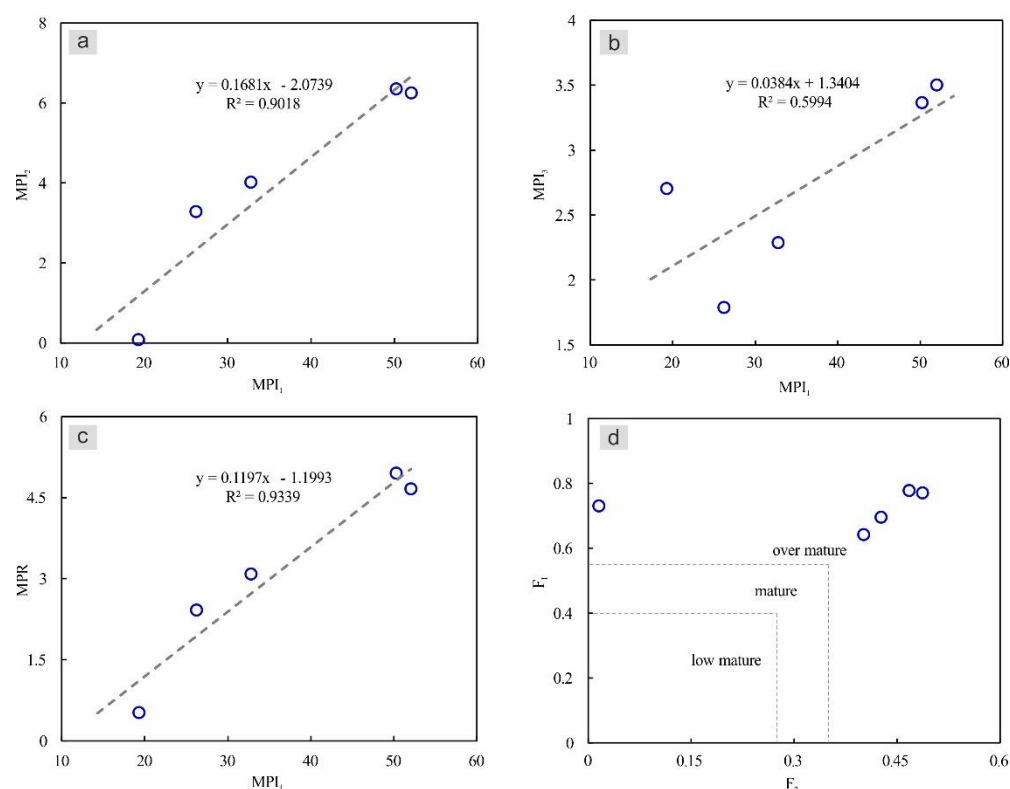 a
y = 0.1681x - 2.0739
R² = 0.9018
8
6
4
2
0
MPI₂
10 20 30 40 50 60
MPI₁
b
y = 0.0384x + 1.3404
R² = 0.5994
4
3.5
3
2.5
2
1.5
MPI₃
10 20 30 40 50 60
MPI₁
c
y = 0.1197x - 1.1993
R² = 0.9339
6
4.5
3
1.5
0
MPR
10 20 30 40 50 60
MPI₁
d
1
0.8
0.6
0.4
0.2
0
F₁
over mature
mature
low mature
0 0.15 0.3 0.45 0.6
F₂